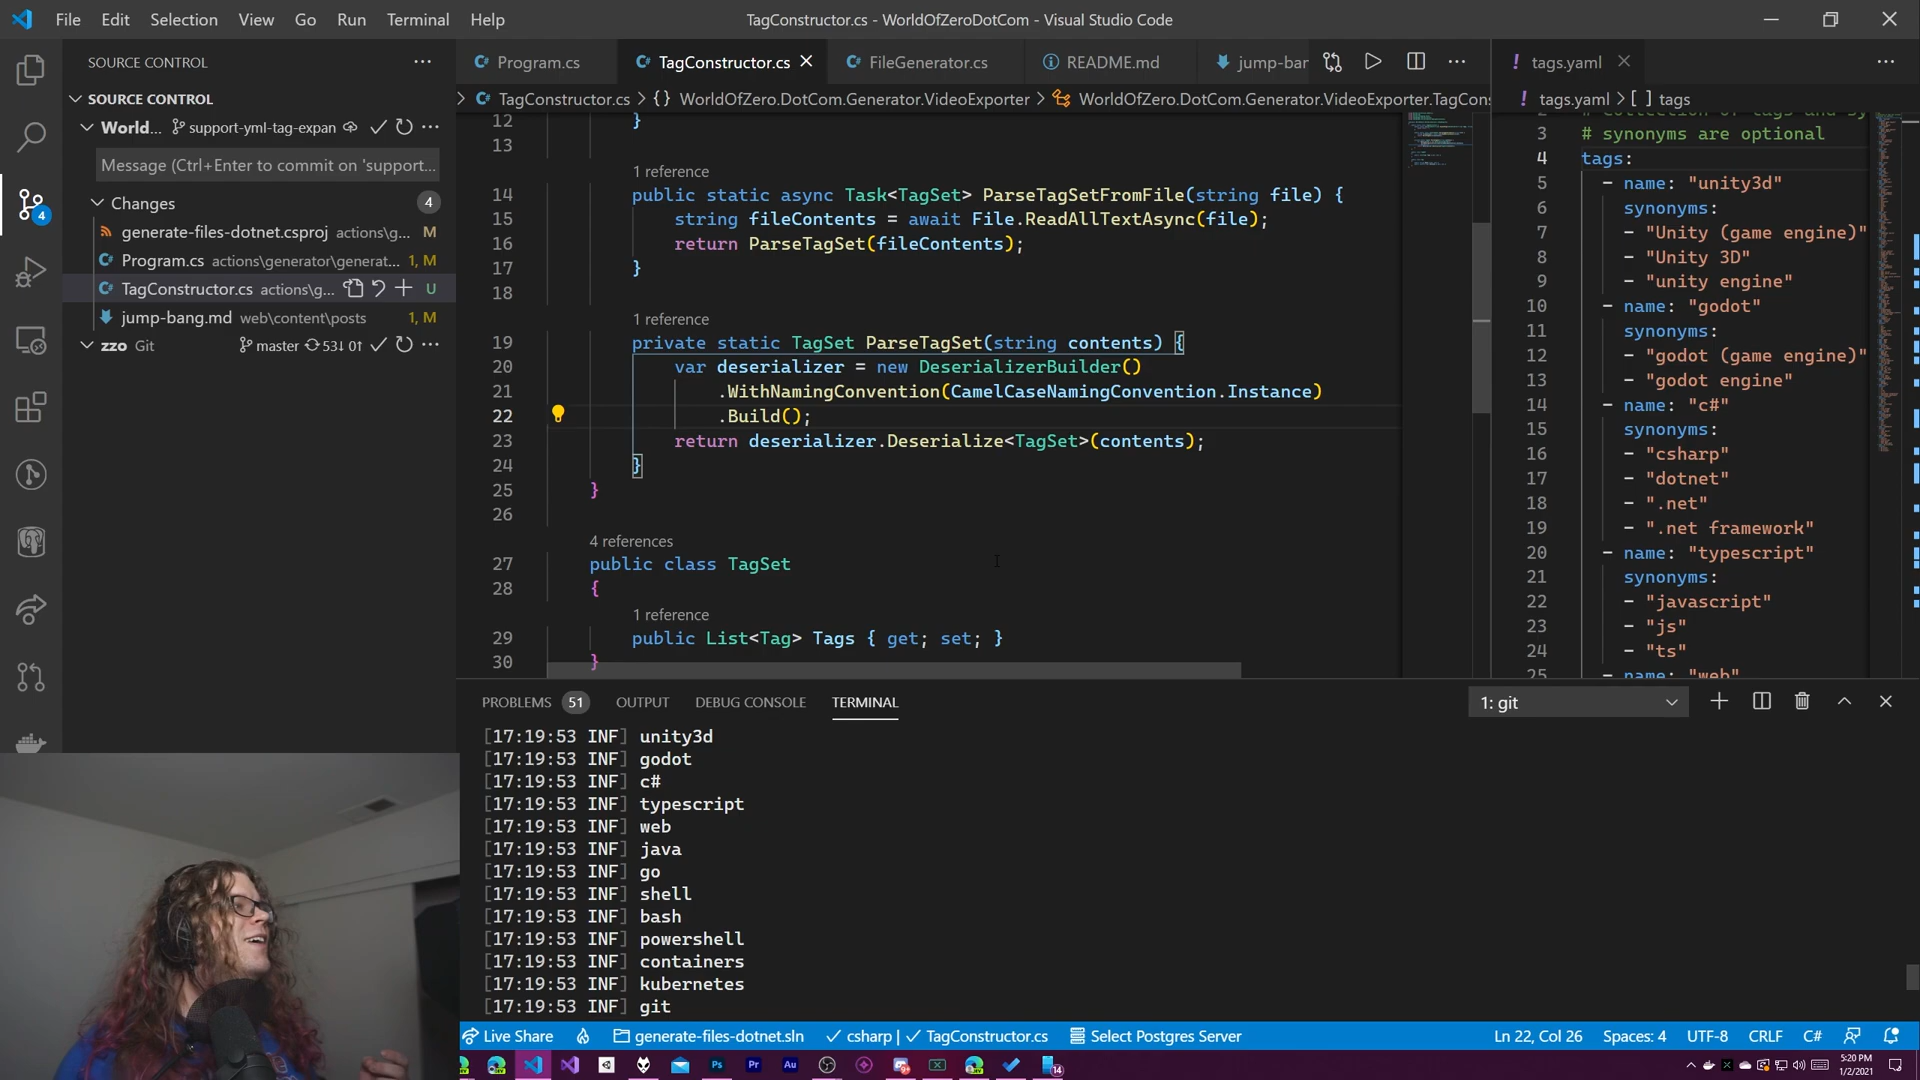 File Edit Selection View Go Run Terminal Help
TagConstructor.cs - WorldOfZeroDotCom - Visual Studio Code
SOURCE CONTROL
SOURCE CONTROL
World... support-yml-tag-expan
Message (Ctrl+Enter to commit on 'support...
Changes 4
generate-files-dotnet.csproj actions\g... M
Program.cs actions\generator\generat... 1, M
TagConstructor.cs actions\g... U
jump-bang.md web\content\posts 1, M
zzo Git master 53↓ 0↑
4
Program.cs TagConstructor.cs FileGenerator.cs README.md jump-bar
TagConstructor.cs > {} WorldOfZero.DotCom.Generator.VideoExporter > WorldOfZero.DotCom.Generator.VideoExporter.TagCons
12 }
13
1 reference
14 public static async Task<TagSet> ParseTagSetFromFile(string file) {
15 string fileContents = await File.ReadAllTextAsync(file);
16 return ParseTagSet(fileContents);
17 }
18
1 reference
19 private static TagSet ParseTagSet(string contents) {
20 var deserializer = new DeserializerBuilder()
21 .WithNamingConvention(CamelCaseNamingConvention.Instance)
22 .Build();
23 return deserializer.Deserialize<TagSet>(contents);
24 }
25 }
26
4 references
27 public class TagSet
28 {
1 reference
29 public List<Tag> Tags { get; set; }
30 }
tags.yaml
tags.yaml > [ ] tags
3 # synonyms are optional
4 tags:
5 - name: "unity3d"
6 synonyms:
7 - "Unity (game engine)"
8 - "Unity 3D"
9 - "unity engine"
10 - name: "godot"
11 synonyms:
12 - "godot (game engine)"
13 - "godot engine"
14 - name: "c#"
15 synonyms:
16 - "csharp"
17 - "dotnet"
18 - ".net"
19 - ".net framework"
20 - name: "typescript"
21 synonyms:
22 - "javascript"
23 - "js"
24 - "ts"
25 - name: "web"
PROBLEMS 51 OUTPUT DEBUG CONSOLE TERMINAL 1: git
[17:19:53 INF] unity3d
[17:19:53 INF] godot
[17:19:53 INF] c#
[17:19:53 INF] typescript
[17:19:53 INF] web
[17:19:53 INF] java
[17:19:53 INF] go
[17:19:53 INF] shell
[17:19:53 INF] bash
[17:19:53 INF] powershell
[17:19:53 INF] containers
[17:19:53 INF] kubernetes
[17:19:53 INF] git
Live Share generate-files-dotnet.sln csharp | TagConstructor.cs Select Postgres Server Ln 22, Col 26 Spaces: 4 UTF-8 CRLF C#
Ps Pr Au 14
5:20 PM
1/2/2021